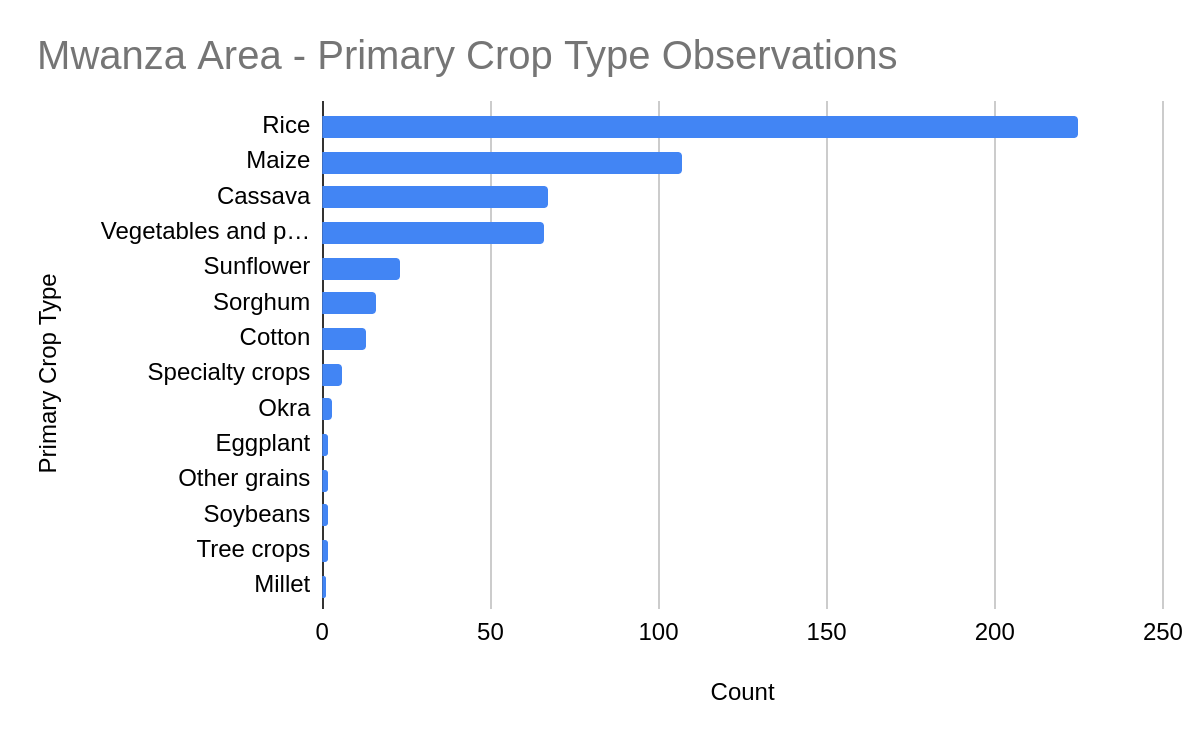 Mwanza Area - Primary Crop Type Observations
Primary Crop Type
Rice
Maize
Cassava
Vegetables and p…
Sunflower
Sorghum
Cotton
Specialty crops
Okra
Eggplant
Other grains
Soybeans
Tree crops
Millet
0 50 100 150 200 250
Count